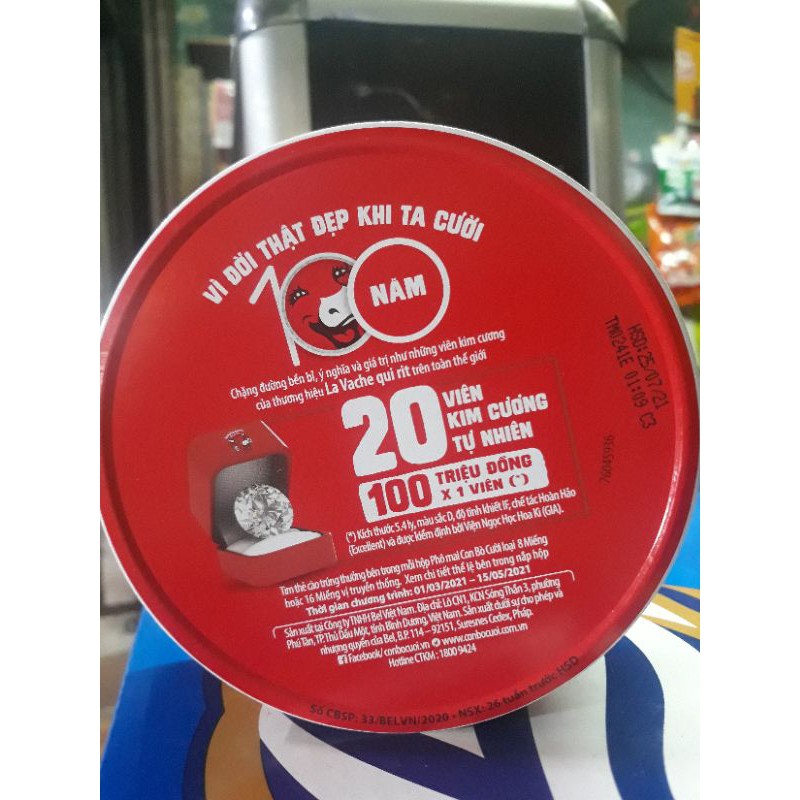 VÌ ĐỜI THẬT ĐẸP KHI TA CƯỜI
100 NĂM
Chặng đường bền bỉ, ý nghĩa và giá trị như những viên kim cương
của thương hiệu La Vache qui rit trên toàn thế giới
20 VIÊN
KIM CƯƠNG
TỰ NHIÊN
100 TRIỆU ĐỒNG
X 1 VIÊN (*)
(*) Kích thước 5.4 ly, màu sắc D, độ tinh khiết IF, chế tác Hoàn Hảo
(Excellent) và được kiểm định bởi Viện Ngọc Học Hoa Kì (GIA).
Tìm thẻ cào trúng thưởng bên trong mỗi hộp Phô mai Con Bò Cười loại 8 Miếng
hoặc 16 Miếng vị truyền thống. Xem chi tiết thể lệ bên trong nắp hộp
Thời gian chương trình: 01/03/2021 – 15/05/2021
Sản xuất tại Công ty TNHH Bel Việt Nam. Địa chỉ: Lô CN1, KCN Sóng Thần 3, phường
Phú Tân, TP. Thủ Dầu Một, tỉnh Bình Dương, Việt Nam. Sản xuất dưới sự cho phép và
nhượng quyền của Bel, B.P. 114 – 92151, Suresnes Cedex, Pháp.
Facebook/ conbocuoi.vn www.conbocuoi.com.vn
Hotline CTKM : 1800 9424
Số CBSP: 33/BELVN/2020 - NSX: 26 tuần trước HSD
HSD:25/07/21
TM0241E 01:09 C3
76045936